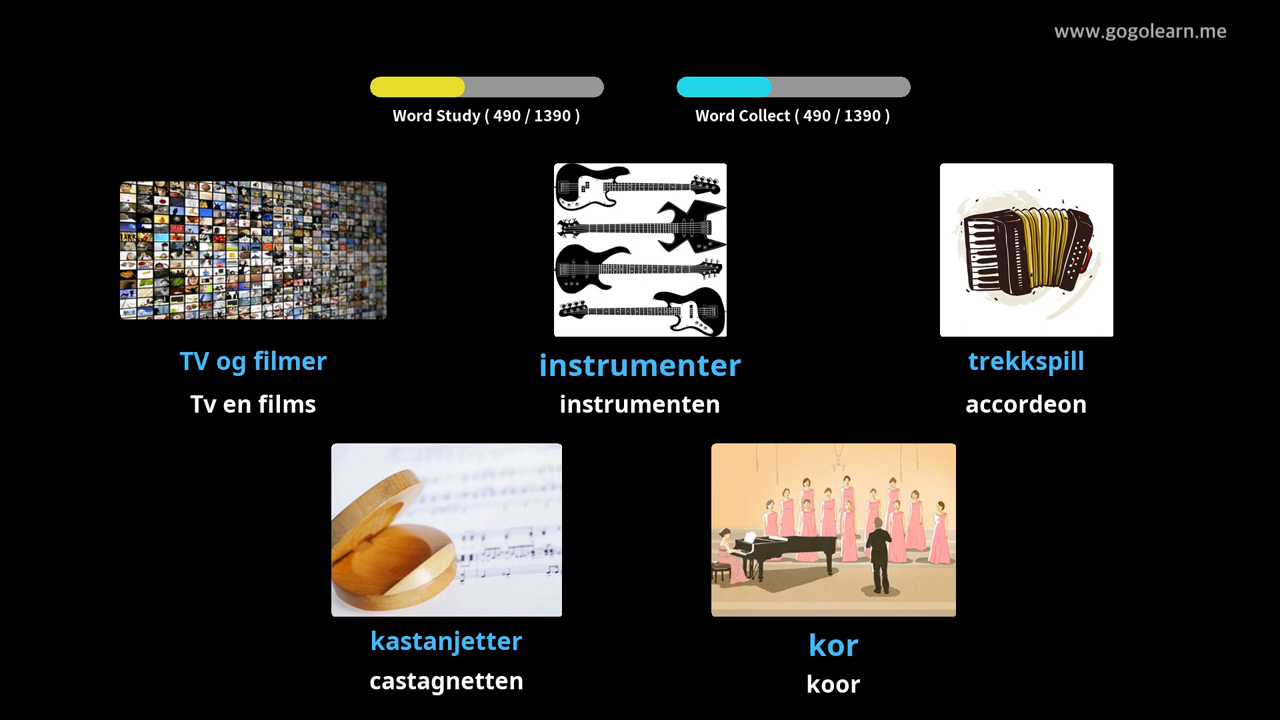 www.gogolearn.me
Word Study ( 490 / 1390 )
Word Collect ( 490 / 1390 )
TV og filmer
Tv en films
instrumenter
instrumenten
trekkspill
accordeon
kastanjetter
castagnetten
kor
koor